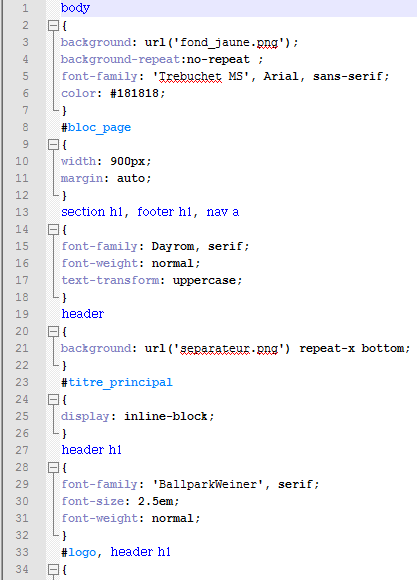 1 body
2 {
3 background: url('fond_jaune.png');
4 background-repeat:no-repeat ;
5 font-family: 'Trebuchet MS', Arial, sans-serif;
6 color: #181818;
7 }
8 #bloc_page
9 {
10 width: 900px;
11 margin: auto;
12 }
13 section h1, footer h1, nav a
14 {
15 font-family: Dayrom, serif;
16 font-weight: normal;
17 text-transform: uppercase;
18 }
19 header
20 {
21 background: url('separateur.png') repeat-x bottom;
22 }
23 #titre_principal
24 {
25 display: inline-block;
26 }
27 header h1
28 {
29 font-family: 'BallparkWeiner', serif;
30 font-size: 2.5em;
31 font-weight: normal;
32 }
33 #logo, header h1
34 {